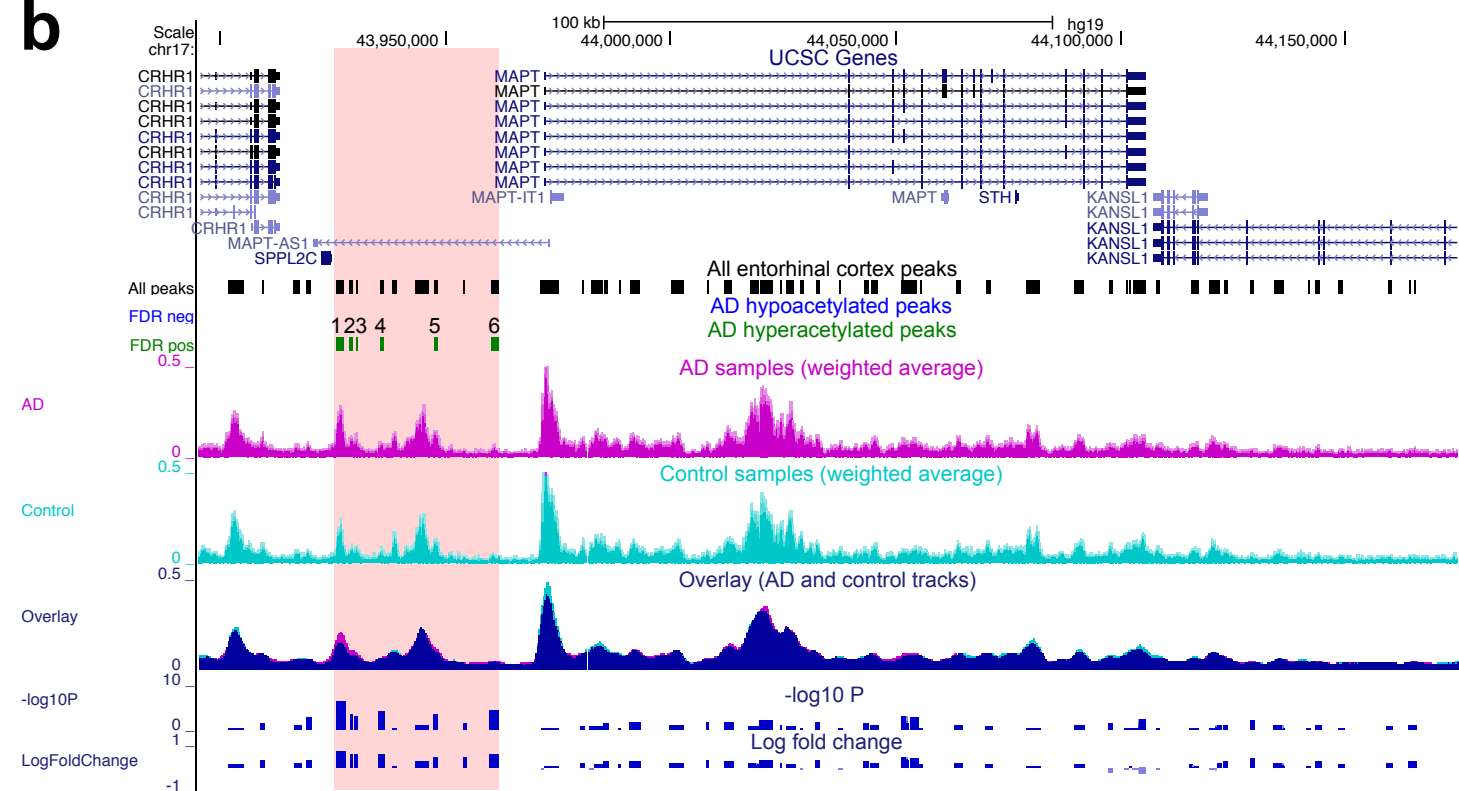 b
Scale 100 kb hg19
chr17: 43,950,000 44,000,000 44,050,000 44,100,000 44,150,000
UCSC Genes
CRHR1 MAPT
CRHR1 MAPT
CRHR1 MAPT
CRHR1 MAPT
CRHR1 MAPT
CRHR1 MAPT
CRHR1 MAPT
CRHR1 MAPT
CRHR1 MAPT-IT1 MAPT STH KANSL1
CRHR1 KANSL1
CRHR1 KANSL1
MAPT-AS1 KANSL1
SPPL2C KANSL1
All entorhinal cortex peaks
All peaks
AD hypoacetylated peaks
FDR neg
1 2 3 4 5 6 AD hyperacetylated peaks
FDR pos
0.5
AD samples (weighted average)
AD
0
0.5
Control samples (weighted average)
Control
0
0.5
Overlay (AD and control tracks)
Overlay
0
10
-log10P -log10 P
0
1
Log fold change
LogFoldChange
-1